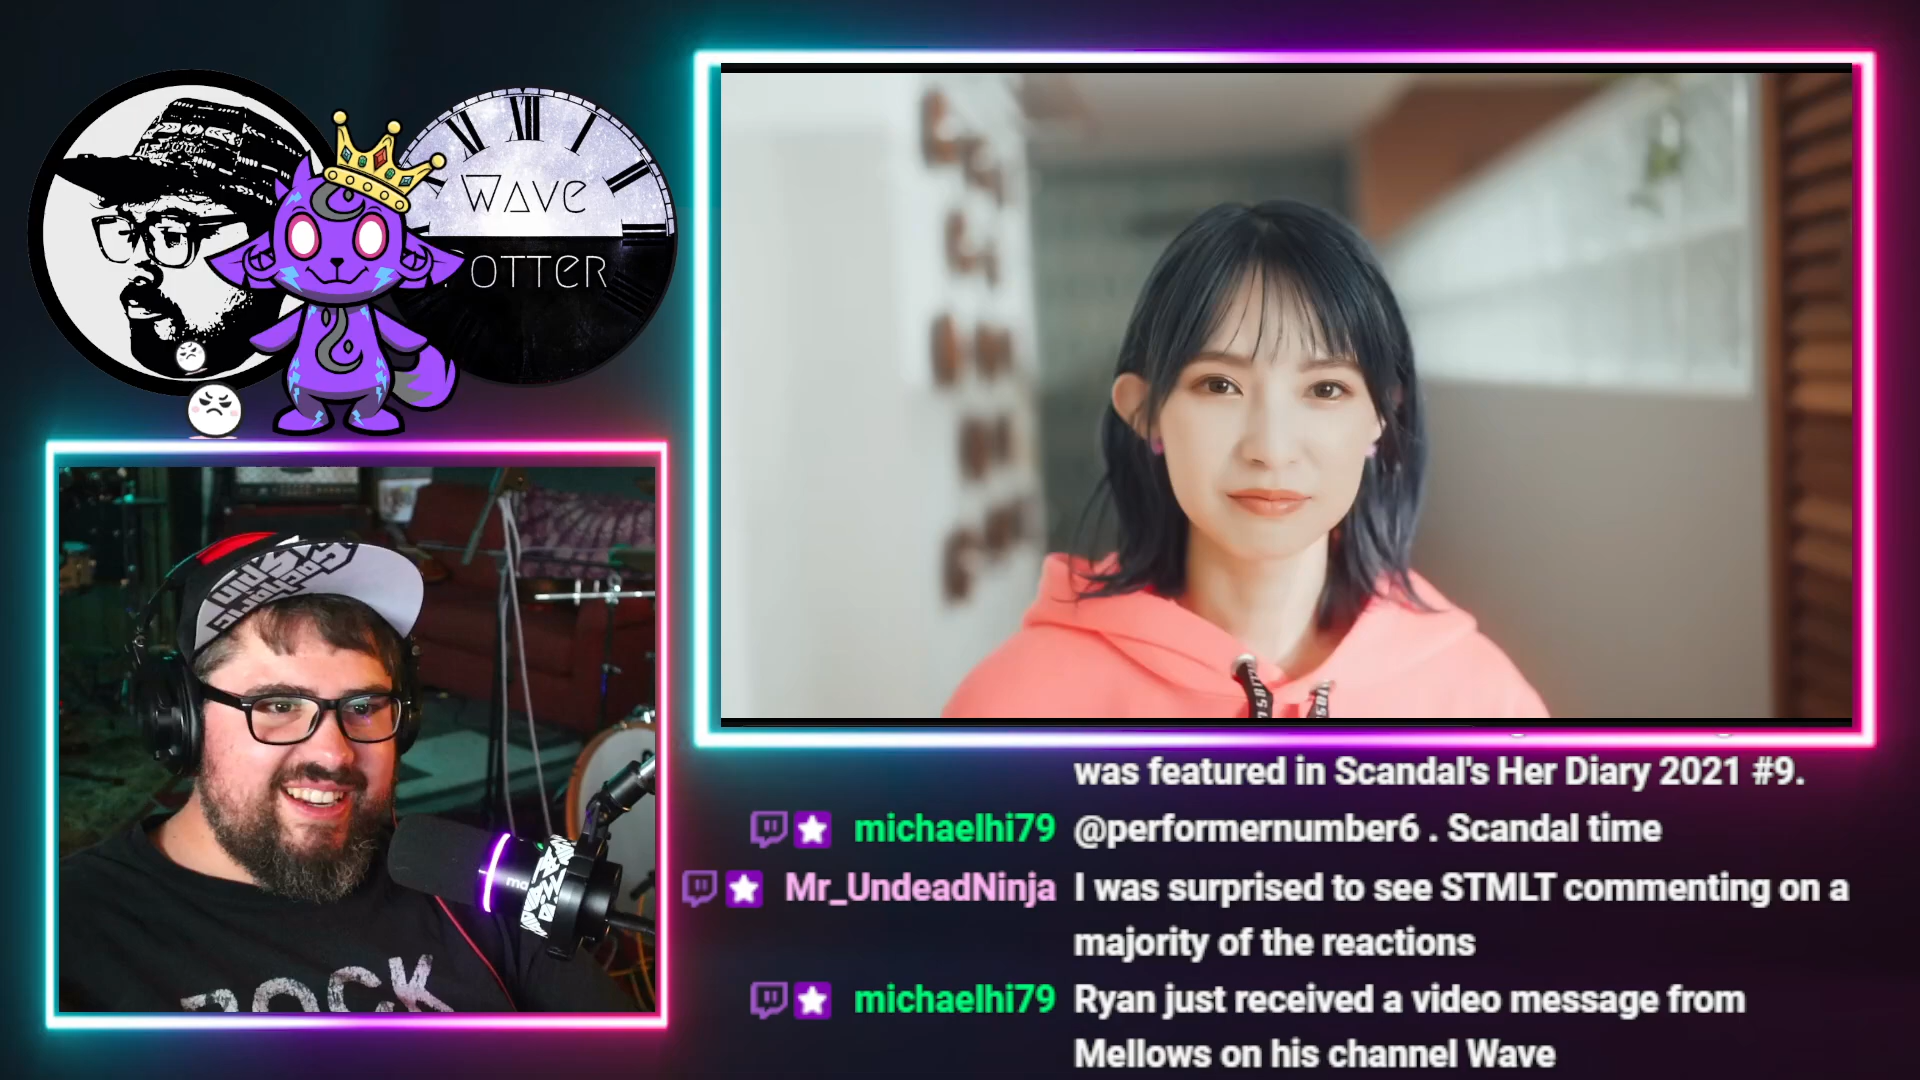 WAVE
OTTER
ROCK
was featured in Scandal's Her Diary 2021 #9.
michaelhi79 @performernumber6 . Scandal time
Mr_UndeadNinja I was surprised to see STMLT commenting on a
majority of the reactions
michaelhi79 Ryan just received a video message from
Mellows on his channel Wave